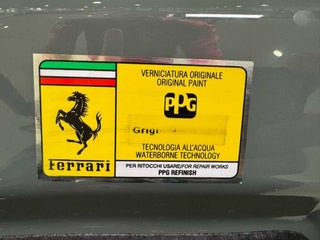 VERNICIATURA ORIGINALE
ORIGINAL PAINT
PPG
Grigio
TECNOLOGIA ALL'ACQUA
WATERBORNE TECHNOLOGY
Ferrari
PER RITOCCHI USARE/FOR REPAIR WORKS
PPG REFINISH